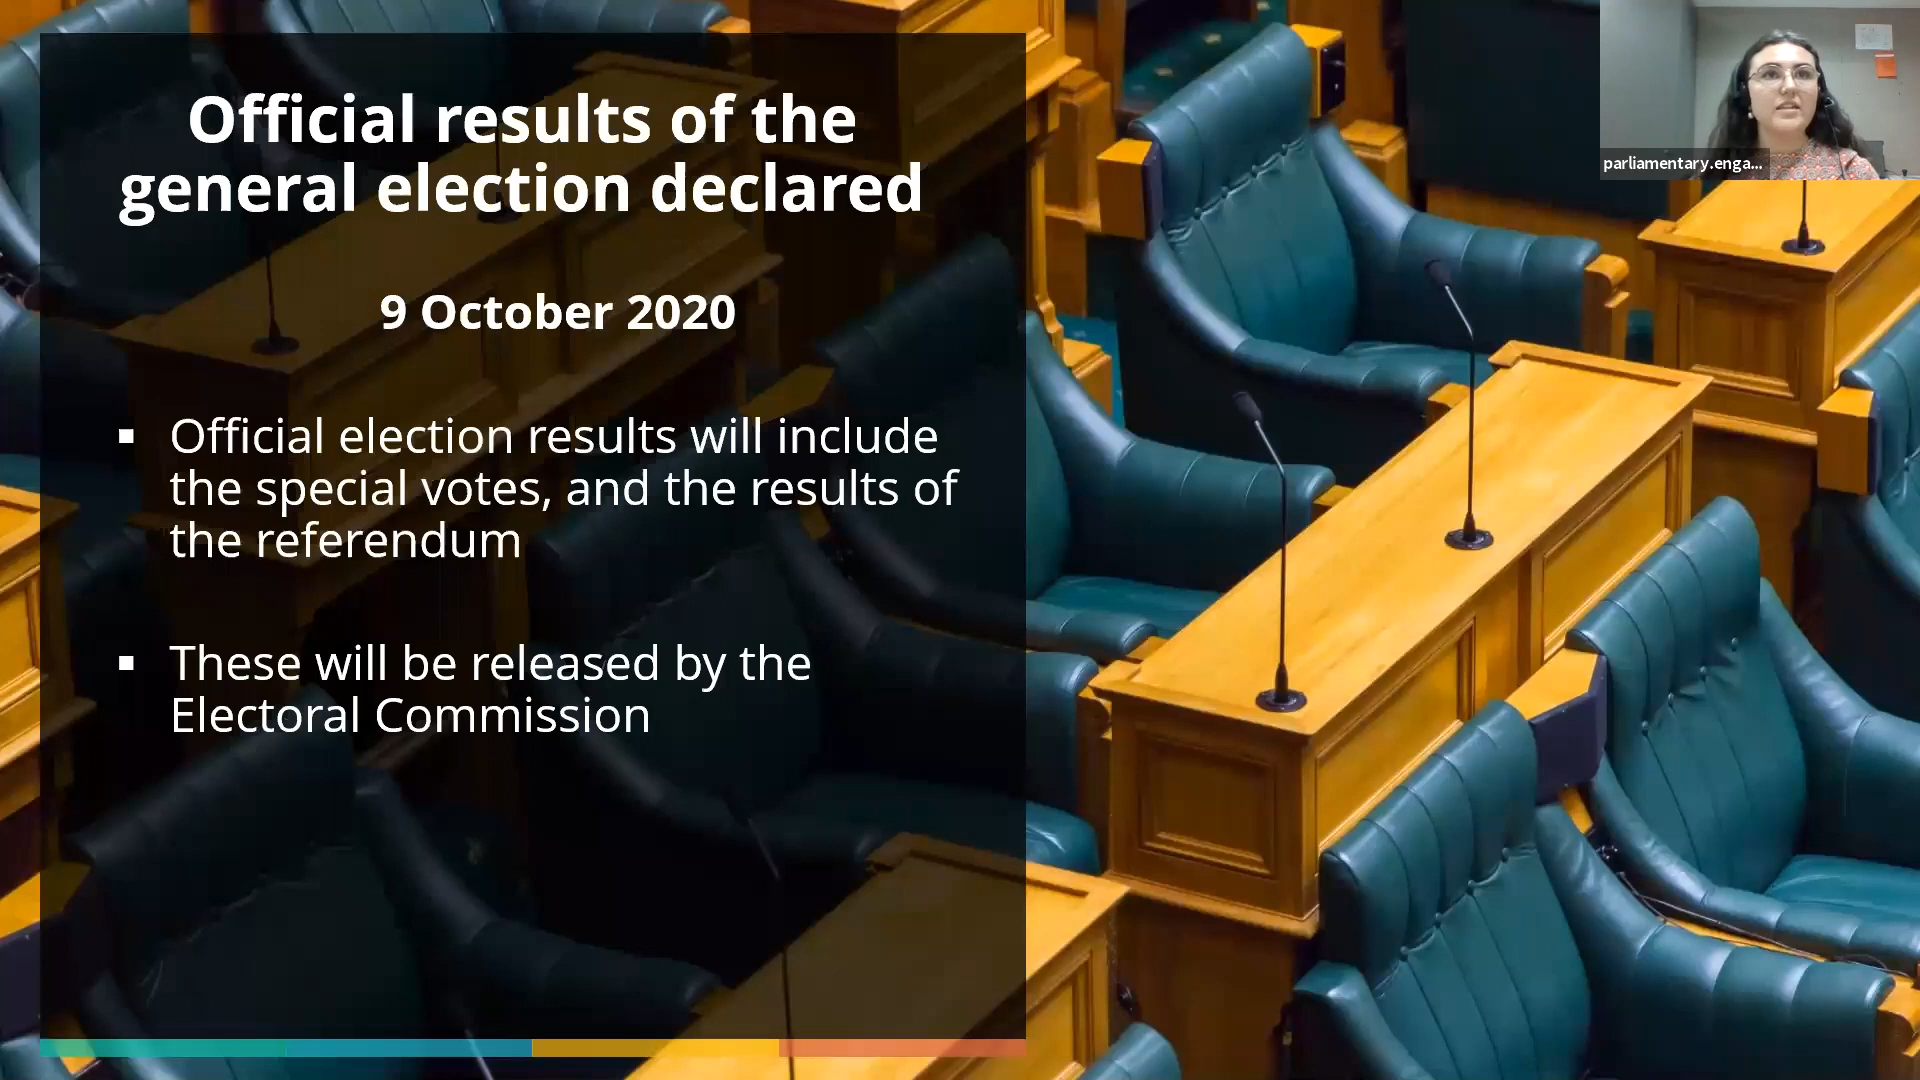 Official results of the
general election declared
9 October 2020
▪ Official election results will include
the special votes, and the results of
the referendum
▪ These will be released by the
Electoral Commission
parliamentary.enga...